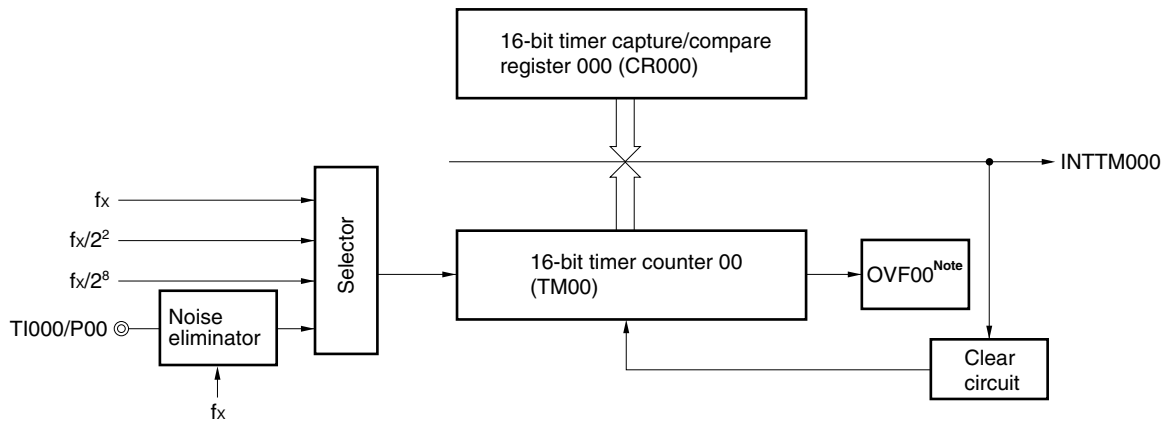 16-bit timer capture/compare
register 000 (CR000)
INTTM000
fX
fX/2²
fX/2⁸
TI000/P00
Noise
eliminator
fX
Selector
16-bit timer counter 00
(TM00)
OVF00Note
Clear
circuit